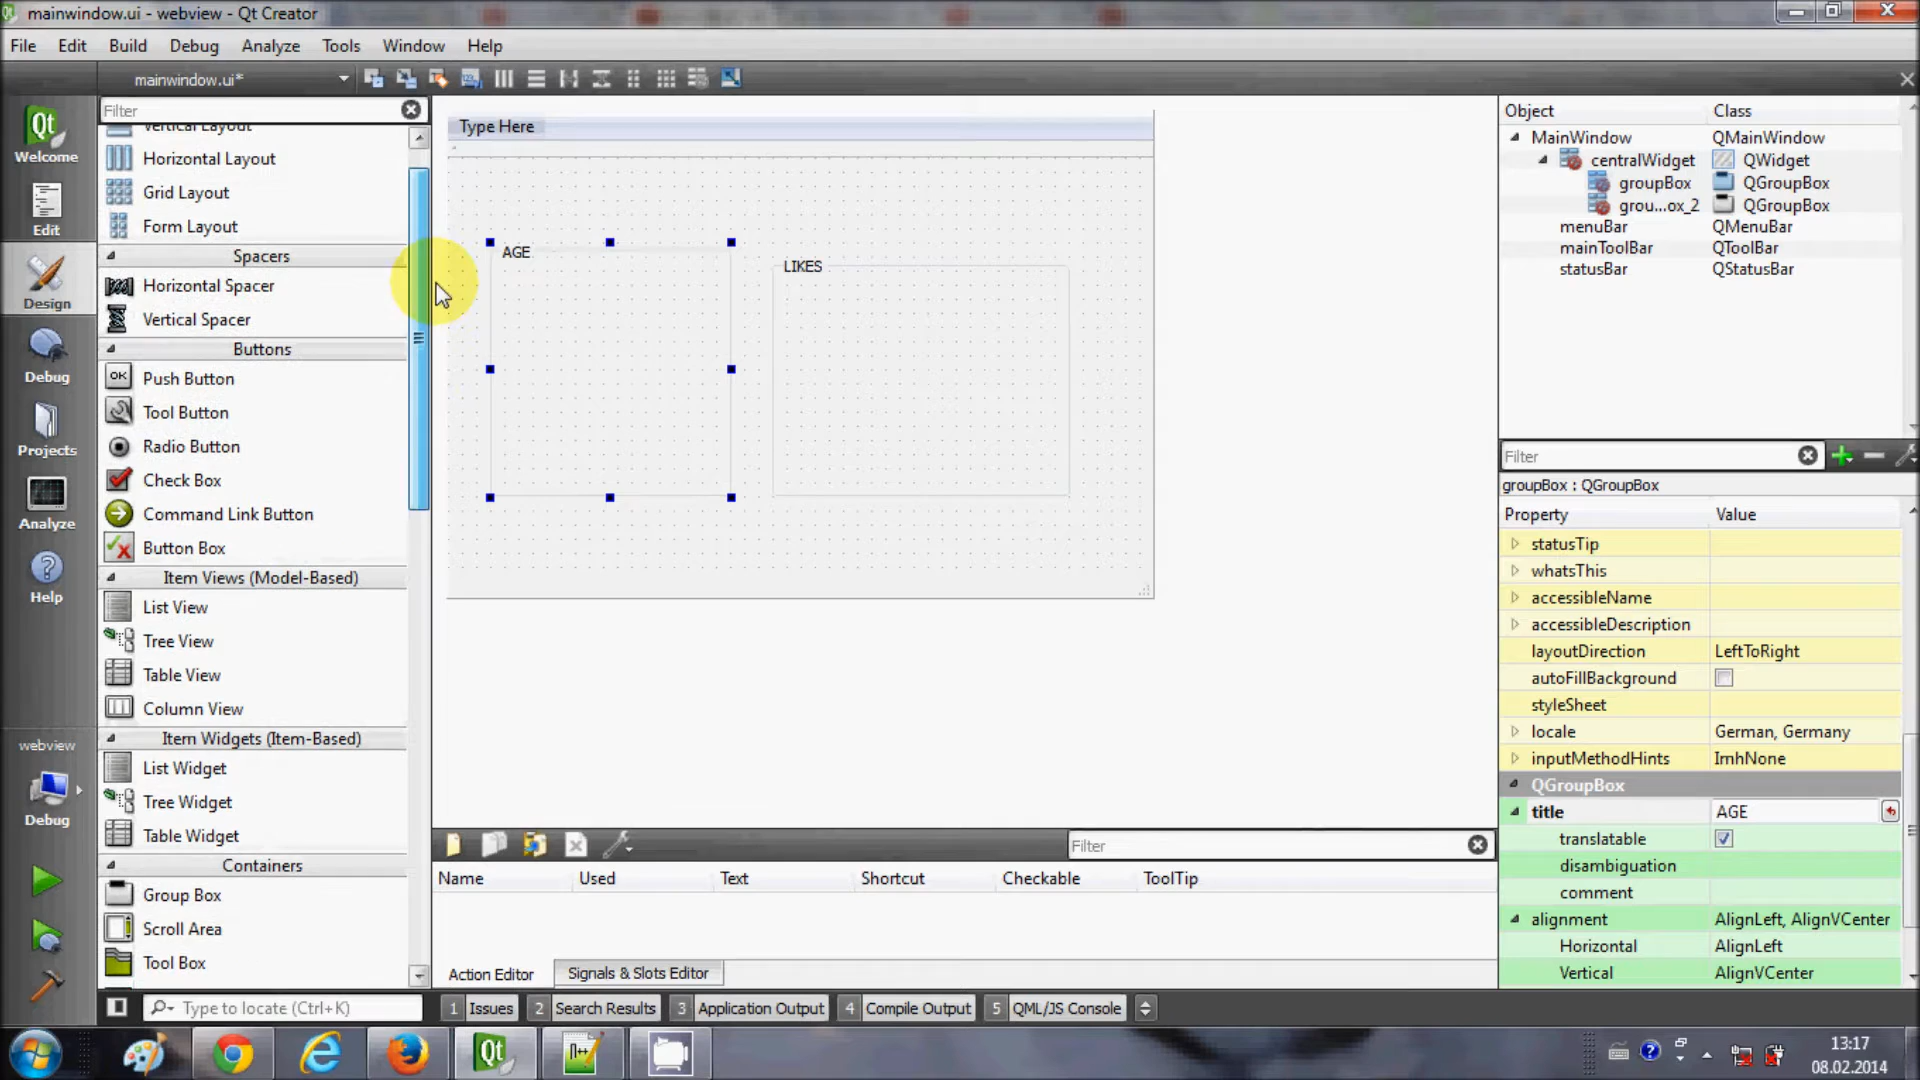 mainwindow.ui - webview - Qt Creator
File Edit Build Debug Analyze Tools Window Help
mainwindow.ui*
Filter
Vertical Layout
Horizontal Layout
Grid Layout
Form Layout
Spacers
Horizontal Spacer
Vertical Spacer
Buttons
OK Push Button
Tool Button
Radio Button
Check Box
Command Link Button
Button Box
Item Views (Model-Based)
List View
Tree View
Table View
Column View
Item Widgets (Item-Based)
List Widget
Tree Widget
Table Widget
Containers
Group Box
Scroll Area
Tool Box
Qt
Welcome
Edit
Design
Debug
Projects
Analyze
Help
webview
Debug
Type Here
AGE
LIKES
Filter
Name Used Text Shortcut Checkable ToolTip
Action Editor Signals & Slots Editor
Object Class
MainWindow QMainWindow
centralWidget QWidget
groupBox QGroupBox
grou...ox_2 QGroupBox
menuBar QMenuBar
mainToolBar QToolBar
statusBar QStatusBar
Filter
groupBox : QGroupBox
Property Value
statusTip
whatsThis
accessibleName
accessibleDescription
layoutDirection LeftToRight
autoFillBackground
styleSheet
locale German, Germany
inputMethodHints ImhNone
QGroupBox
title AGE
translatable
disambiguation
comment
alignment AlignLeft, AlignVCenter
Horizontal AlignLeft
Vertical AlignVCenter
Type to locate (Ctrl+K)
1 Issues 2 Search Results 3 Application Output 4 Compile Output 5 QML/JS Console
13:17
08.02.2014